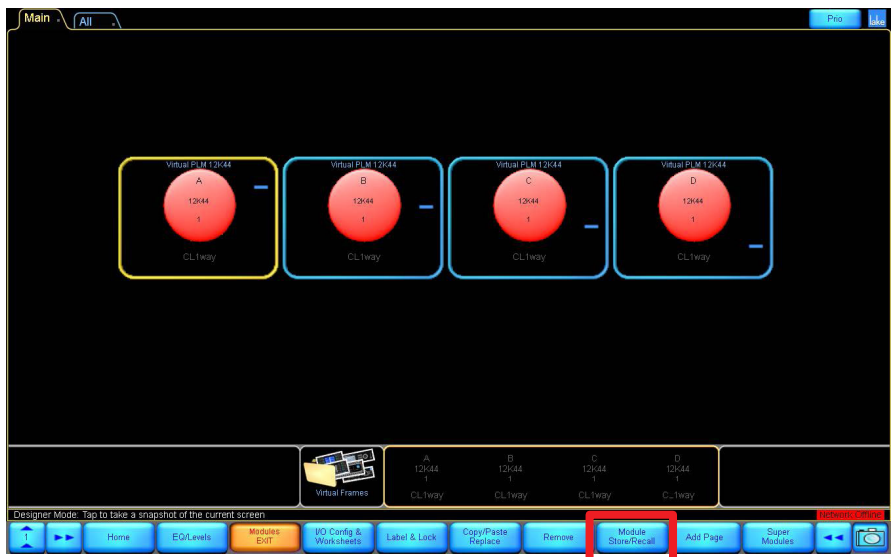 Main
All
Prio
lake
Virtual PLM 12K44
A
12K44
1
CL1way
Virtual PLM 12K44
B
12K44
1
CL1way
Virtual PLM 12K44
C
12K44
1
CL1way
Virtual PLM 12K44
D
12K44
1
CL1way
Virtual Frames
A
12K44
1
CL1way
B
12K44
1
CL1way
C
12K44
1
CL1way
D
12K44
1
CL1way
Designer Mode: Tap to take a snapshot of the current screen
Network Offline
1
Home
EQ/Levels
Modules
EXIT
I/O Config &
Worksheets
Label & Lock
Copy/Paste
Replace
Remove
Module
Store/Recall
Add Page
Super
Modules